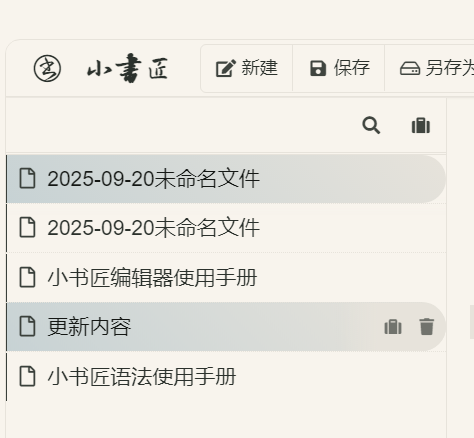 小書匠 新建 保存 另存为
2025-09-20未命名文件
2025-09-20未命名文件
小书匠编辑器使用手册
更新内容
小书匠语法使用手册